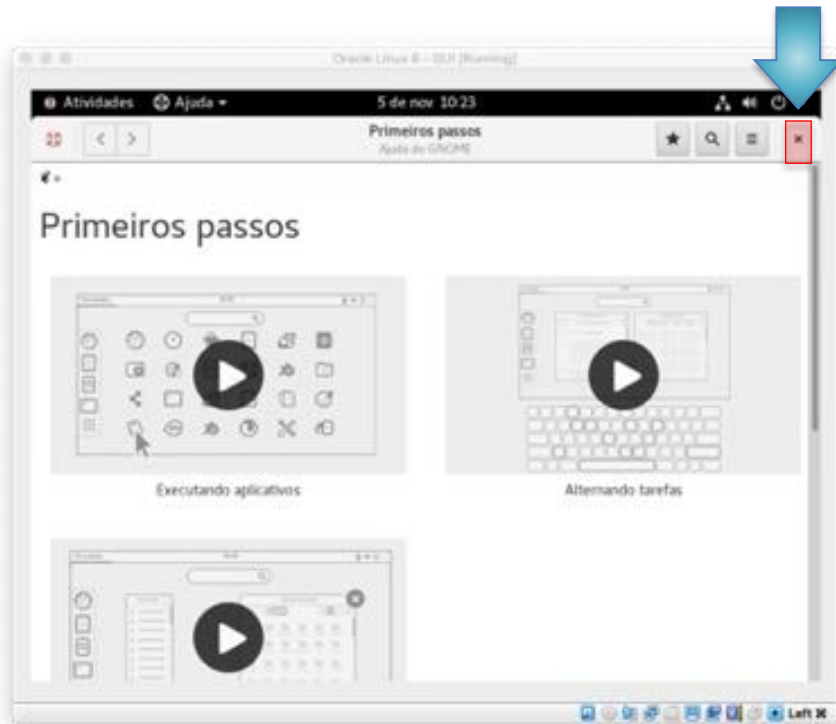 Oracle Linux 8 - GUI [Running]
Atividades Ajuda 5 de nov 10:23
Primeiros passos
Ajuda do GNOME
Primeiros passos
Executando aplicativos
Alternando tarefas
Left ⌘